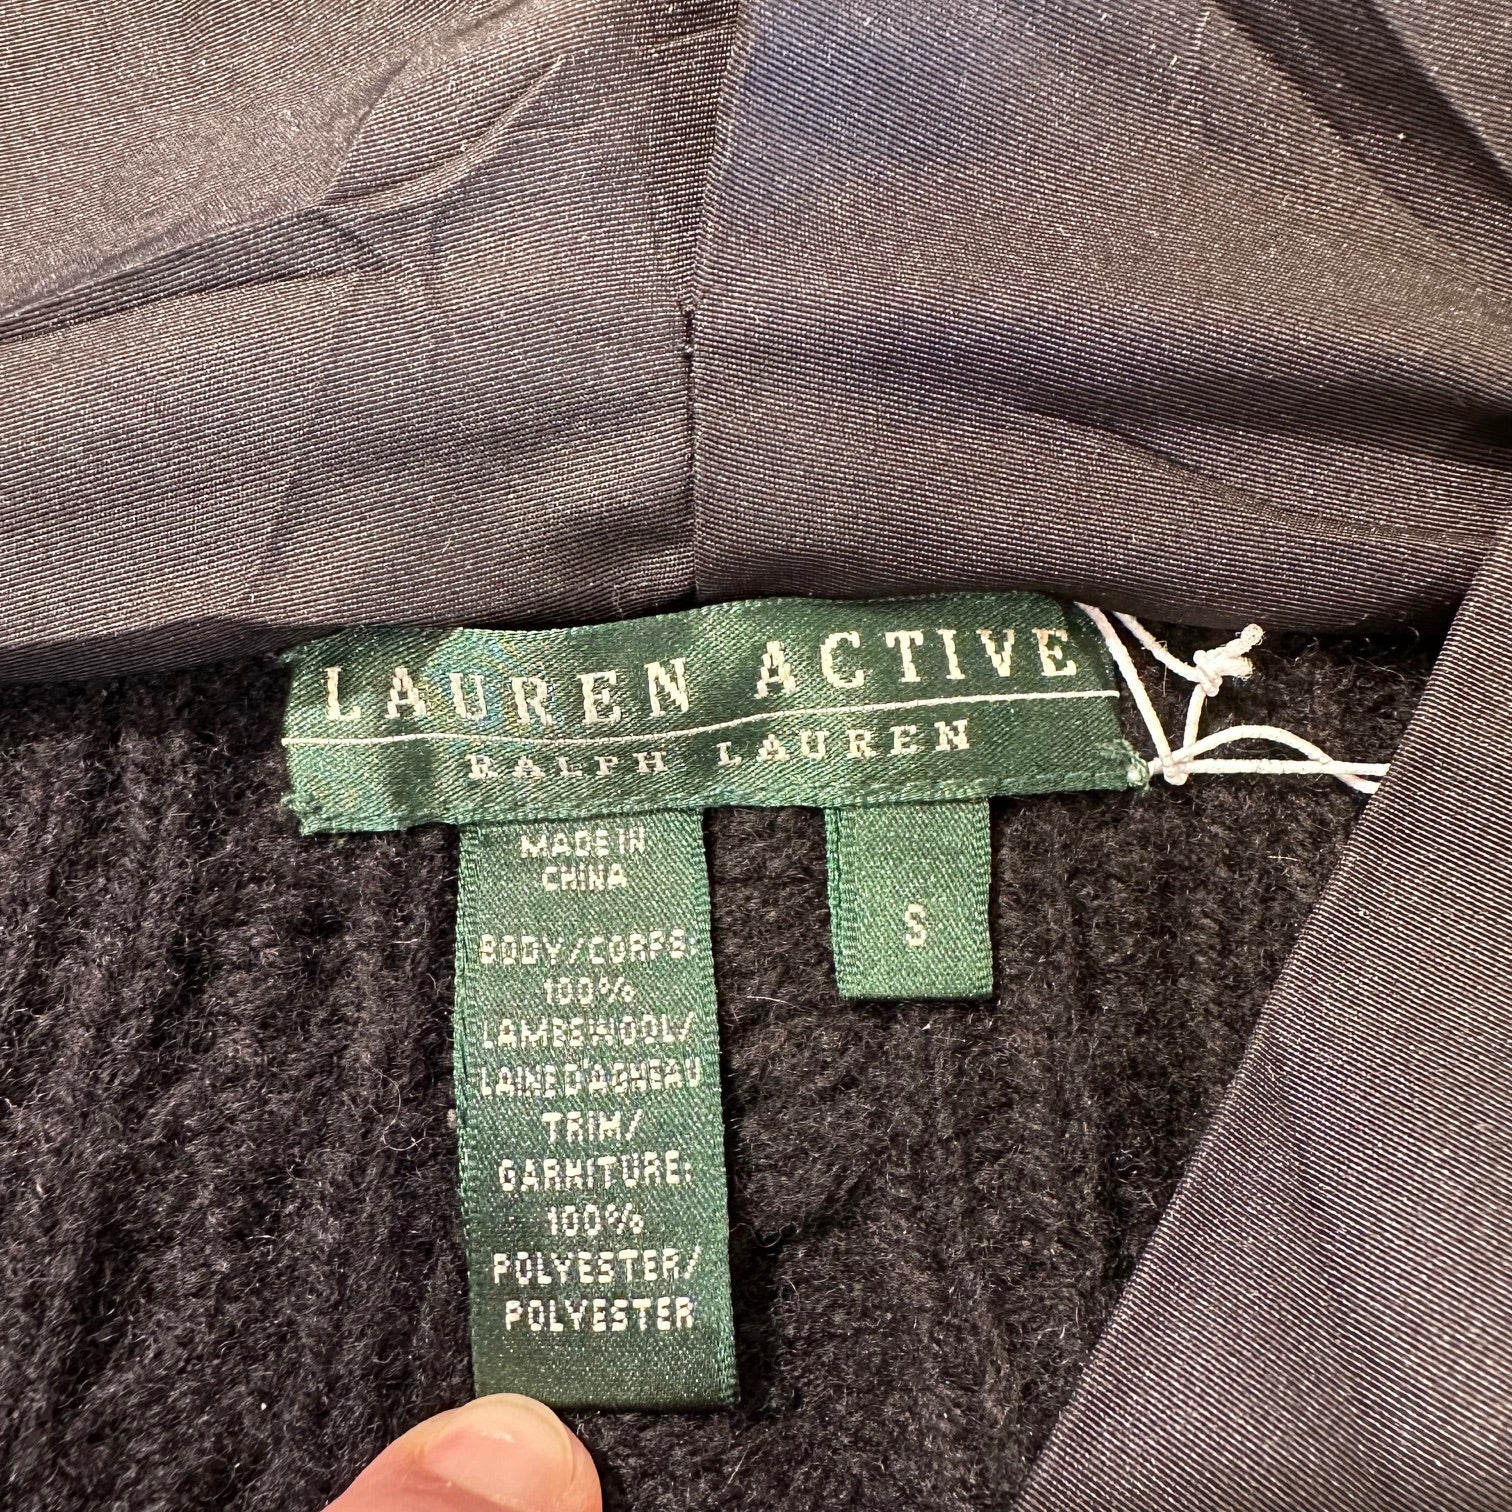 LAUREN ACTIVE
RALPH LAUREN
MADE IN
CHINA
BODY/CORPS:
100%
LAMBSWOOL/
LAINE D'AGNEAU
TRIM/
GARNITURE:
100%
POLYESTER/
POLYESTER
S